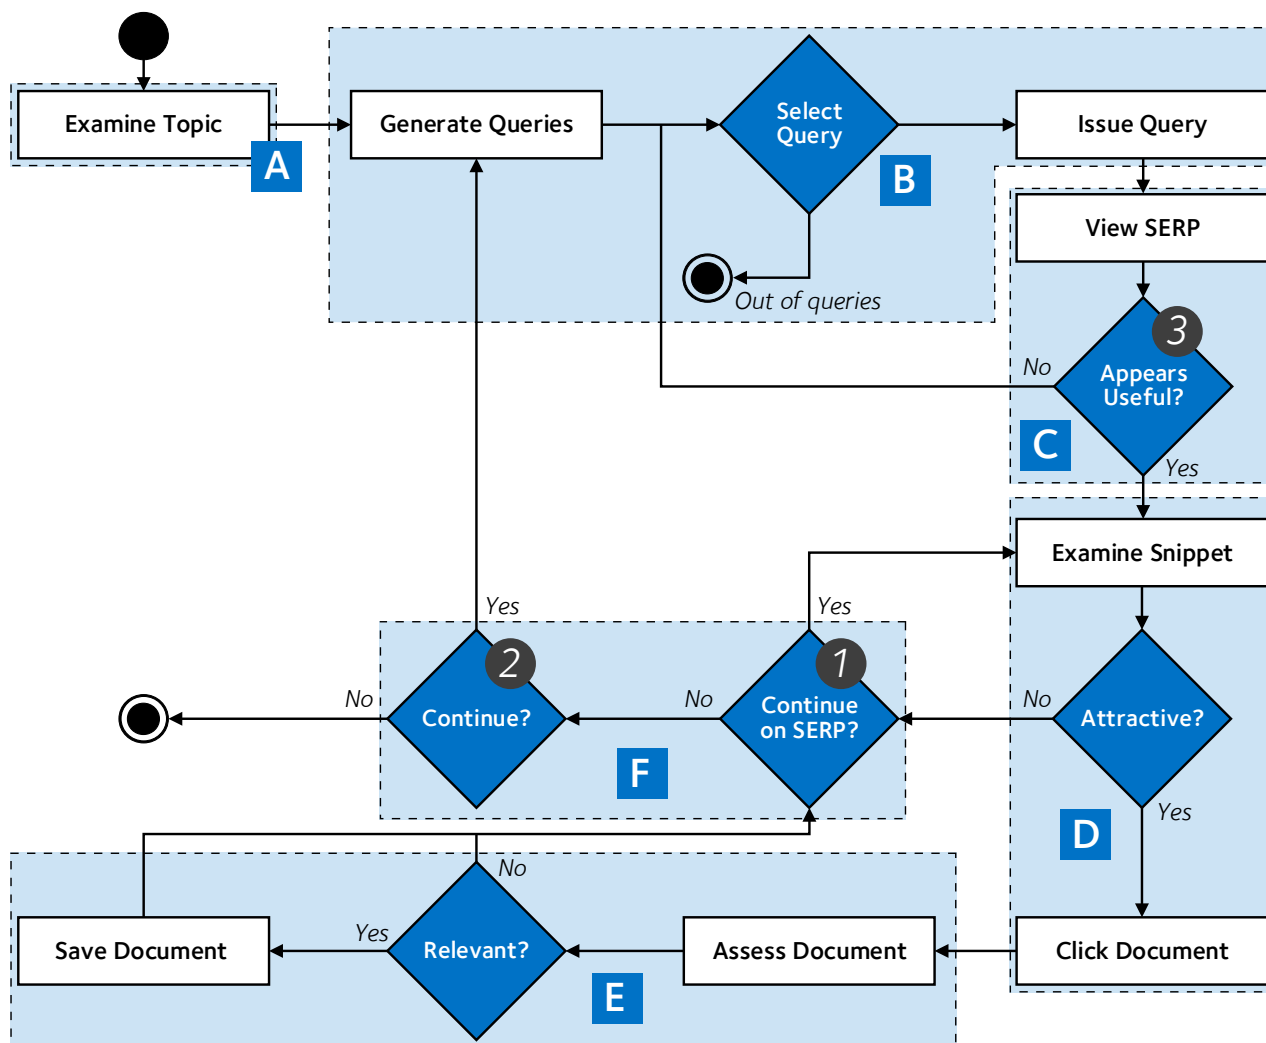 Examine Topic
A
Generate Queries
Select
Query
B
Issue Query
Out of queries
View SERP
3
Appears
Useful?
No
C
Yes
Examine Snippet
Yes
Yes
2
Continue?
No
No
1
Continue
on SERP?
No
Attractive?
F
D
Yes
No
Save Document
Yes
Relevant?
Assess Document
E
Click Document